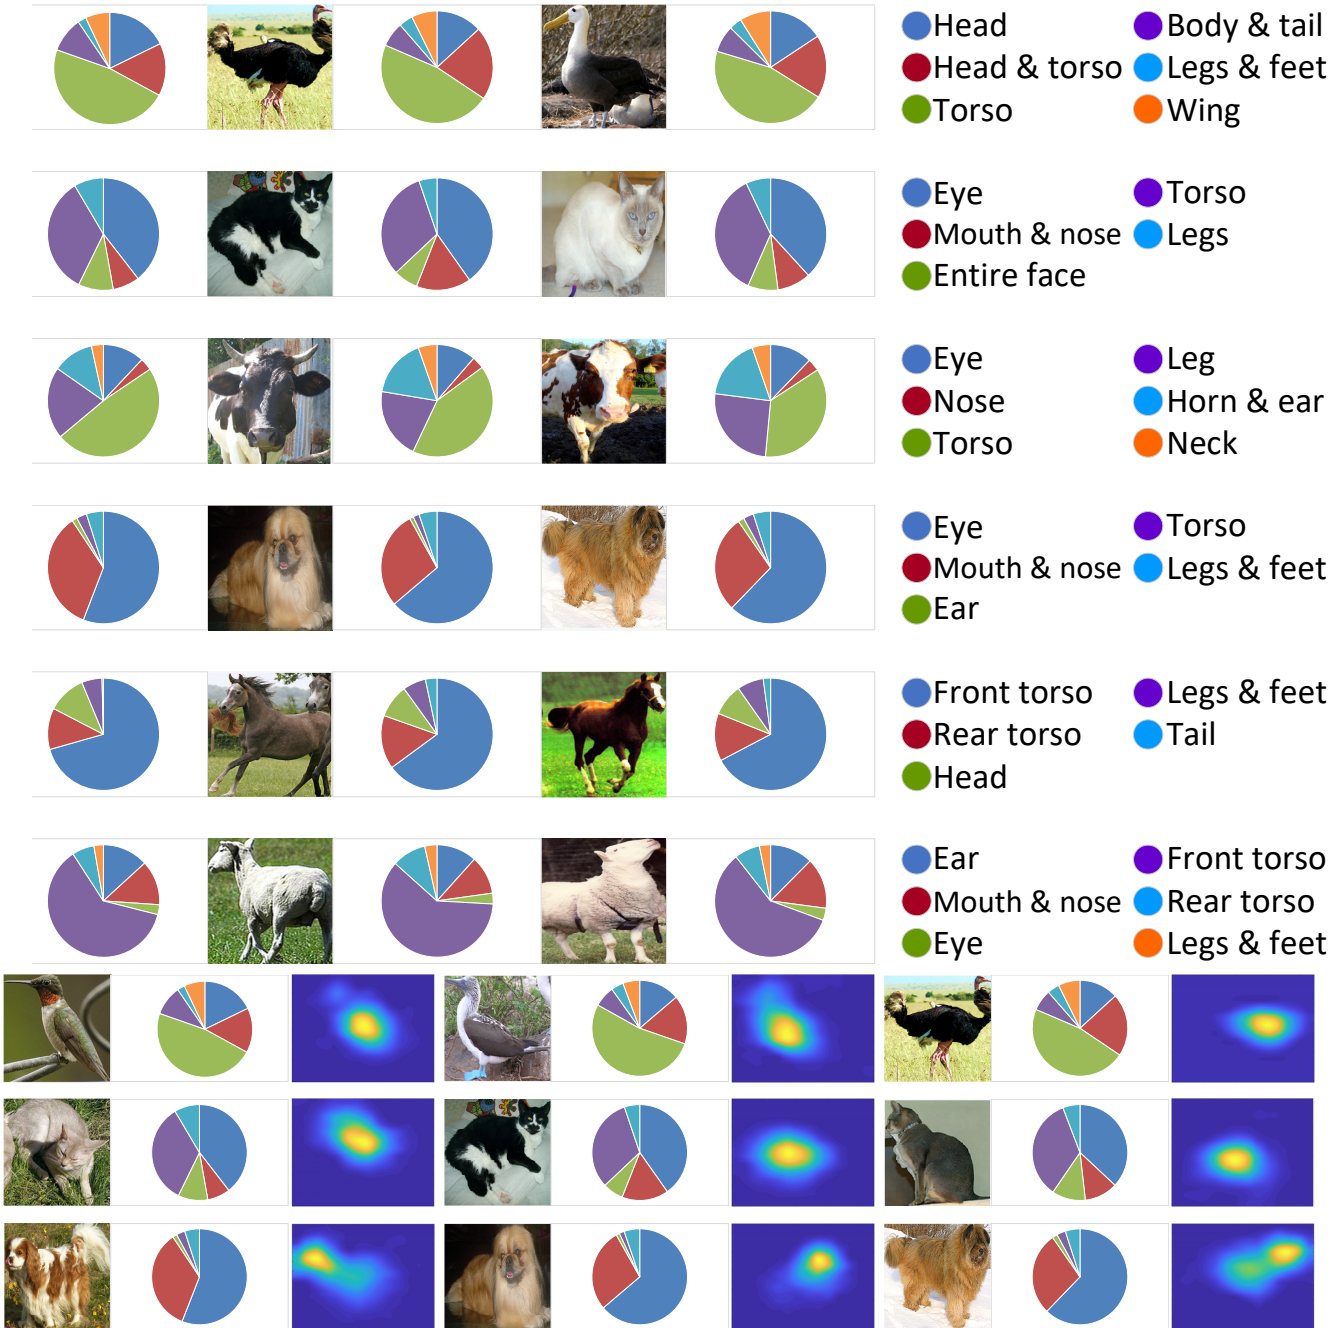 Head Body & tail
Head & torso Legs & feet
Torso Wing
Eye Torso
Mouth & nose Legs
Entire face
Eye Leg
Nose Horn & ear
Torso Neck
Eye Torso
Mouth & nose Legs & feet
Ear
Front torso Legs & feet
Rear torso Tail
Head
Ear Front torso
Mouth & nose Rear torso
Eye Legs & feet